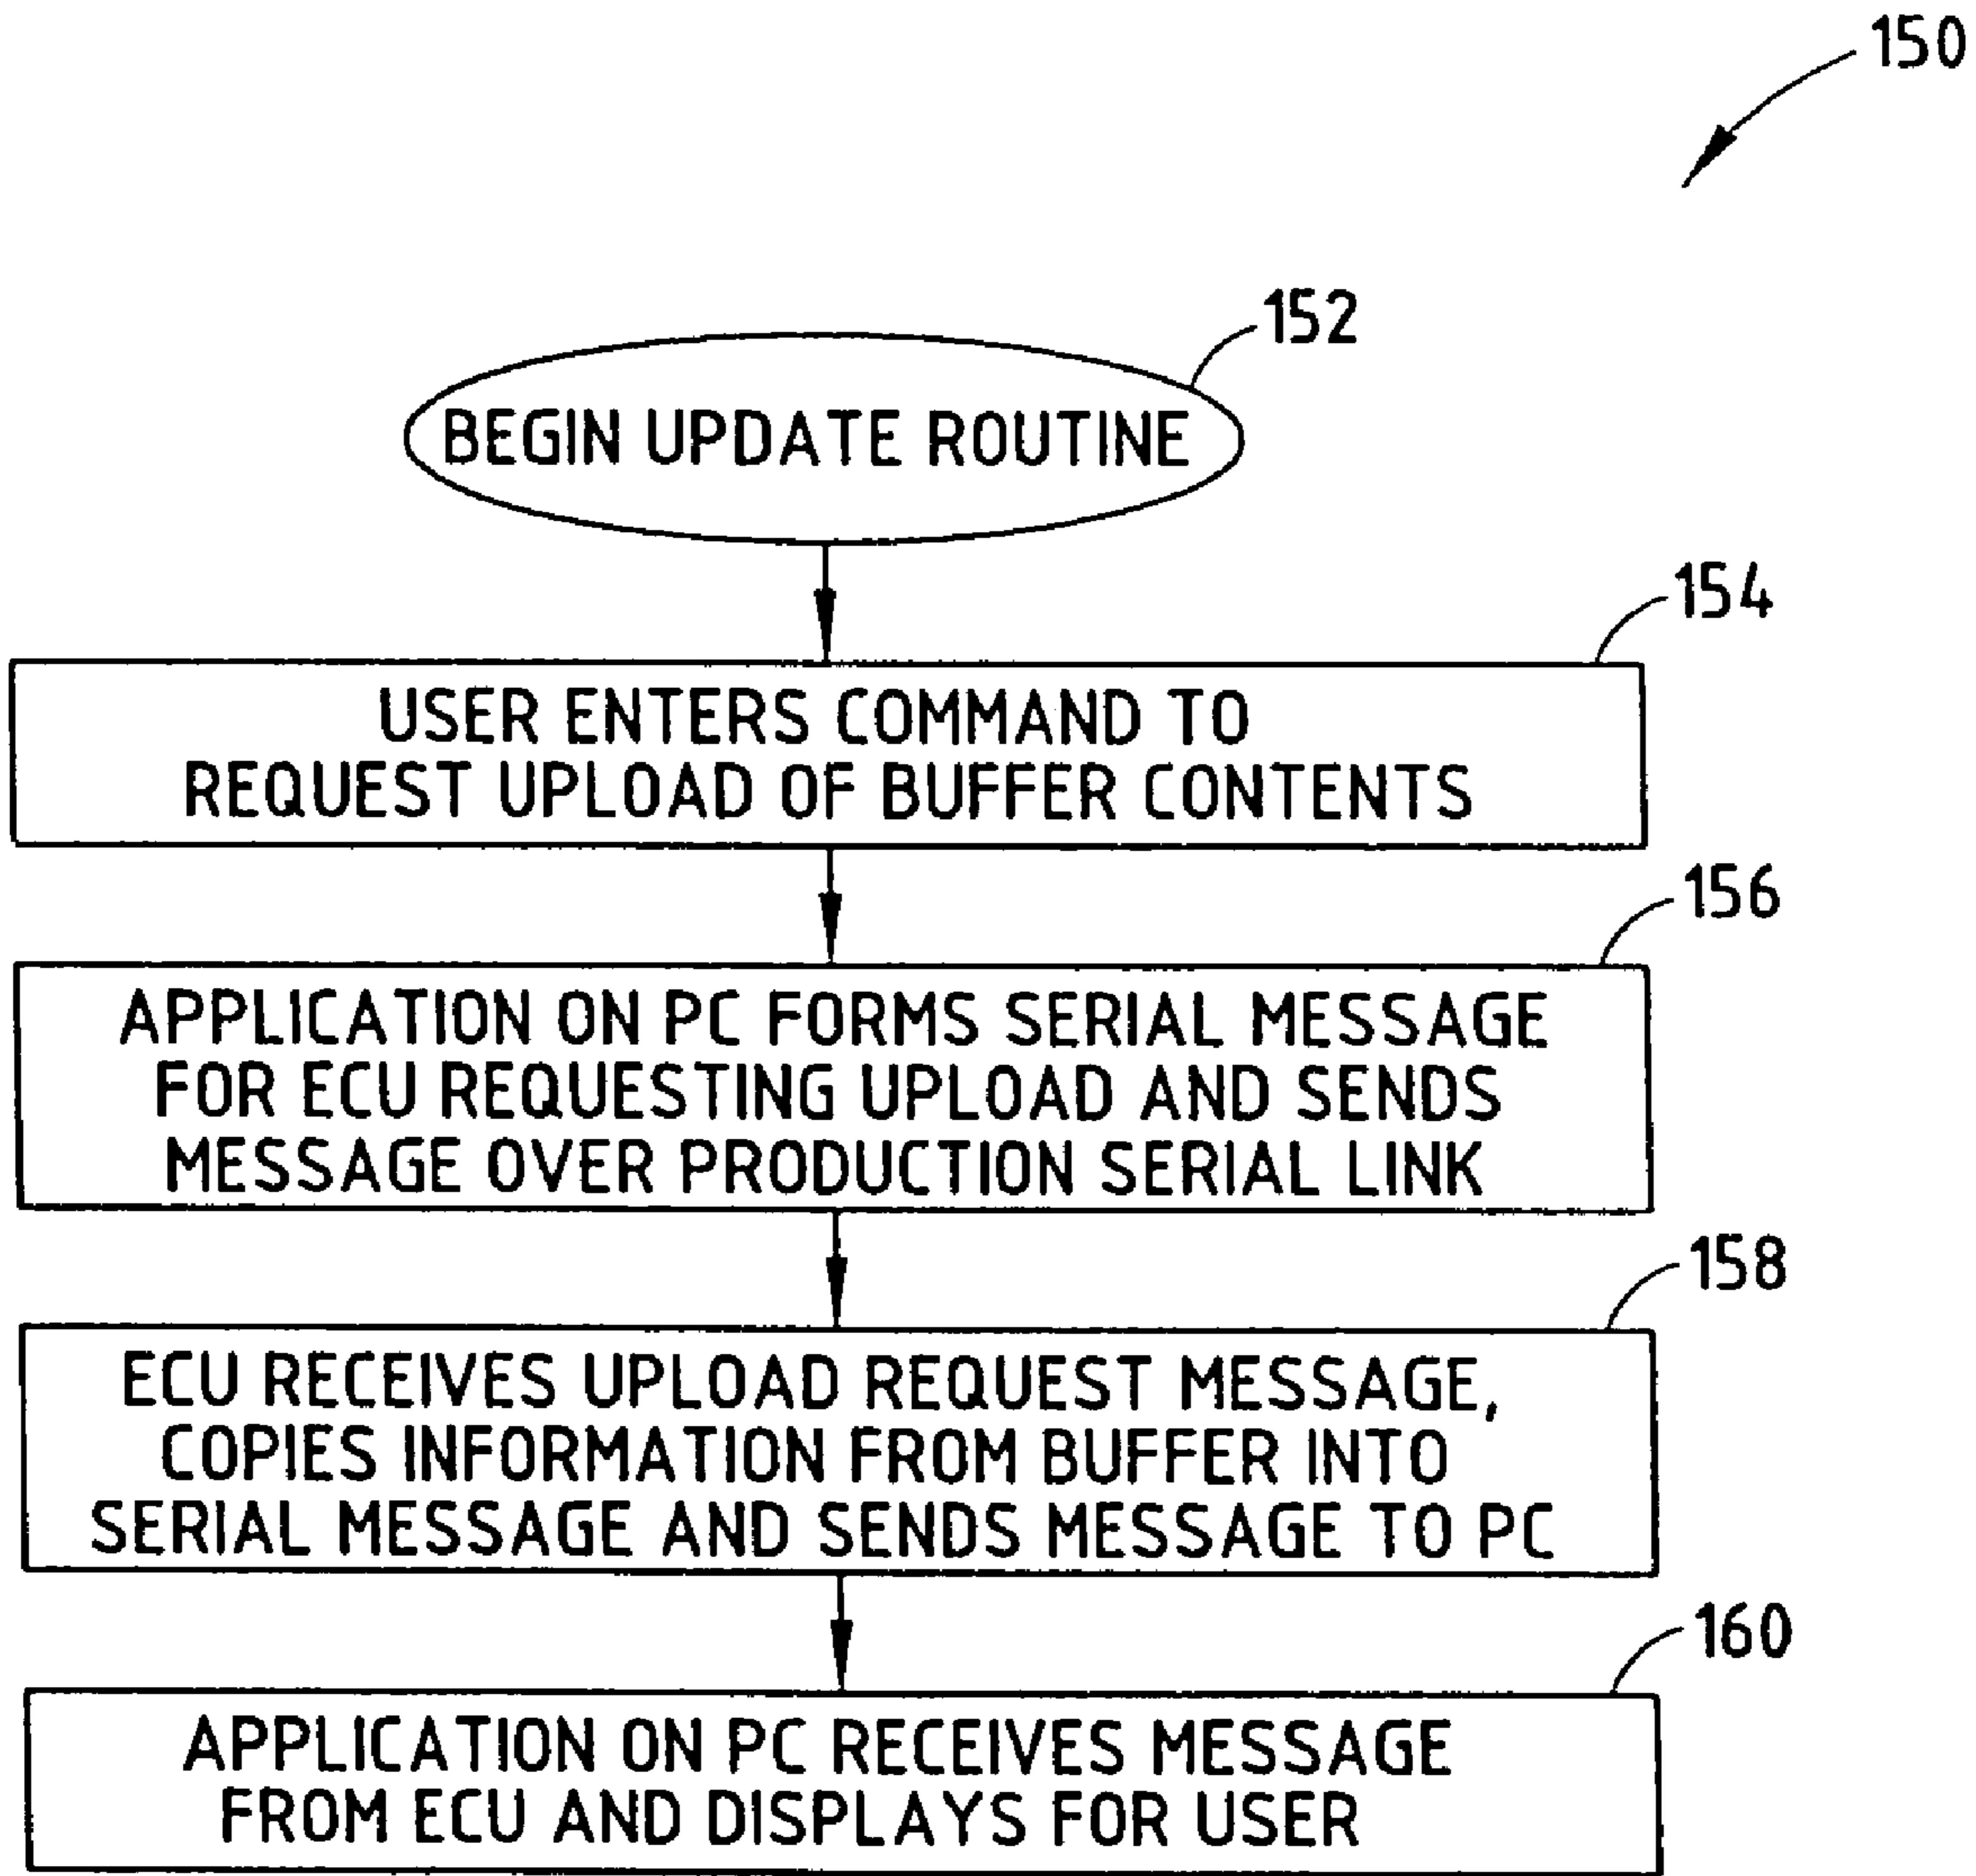 150
152
BEGIN UPDATE ROUTINE
154
USER ENTERS COMMAND TO
REQUEST UPLOAD OF BUFFER CONTENTS
156
APPLICATION ON PC FORMS SERIAL MESSAGE
FOR ECU REQUESTING UPLOAD AND SENDS
MESSAGE OVER PRODUCTION SERIAL LINK
158
ECU RECEIVES UPLOAD REQUEST MESSAGE,
COPIES INFORMATION FROM BUFFER INTO
SERIAL MESSAGE AND SENDS MESSAGE TO PC
160
APPLICATION ON PC RECEIVES MESSAGE
FROM ECU AND DISPLAYS FOR USER